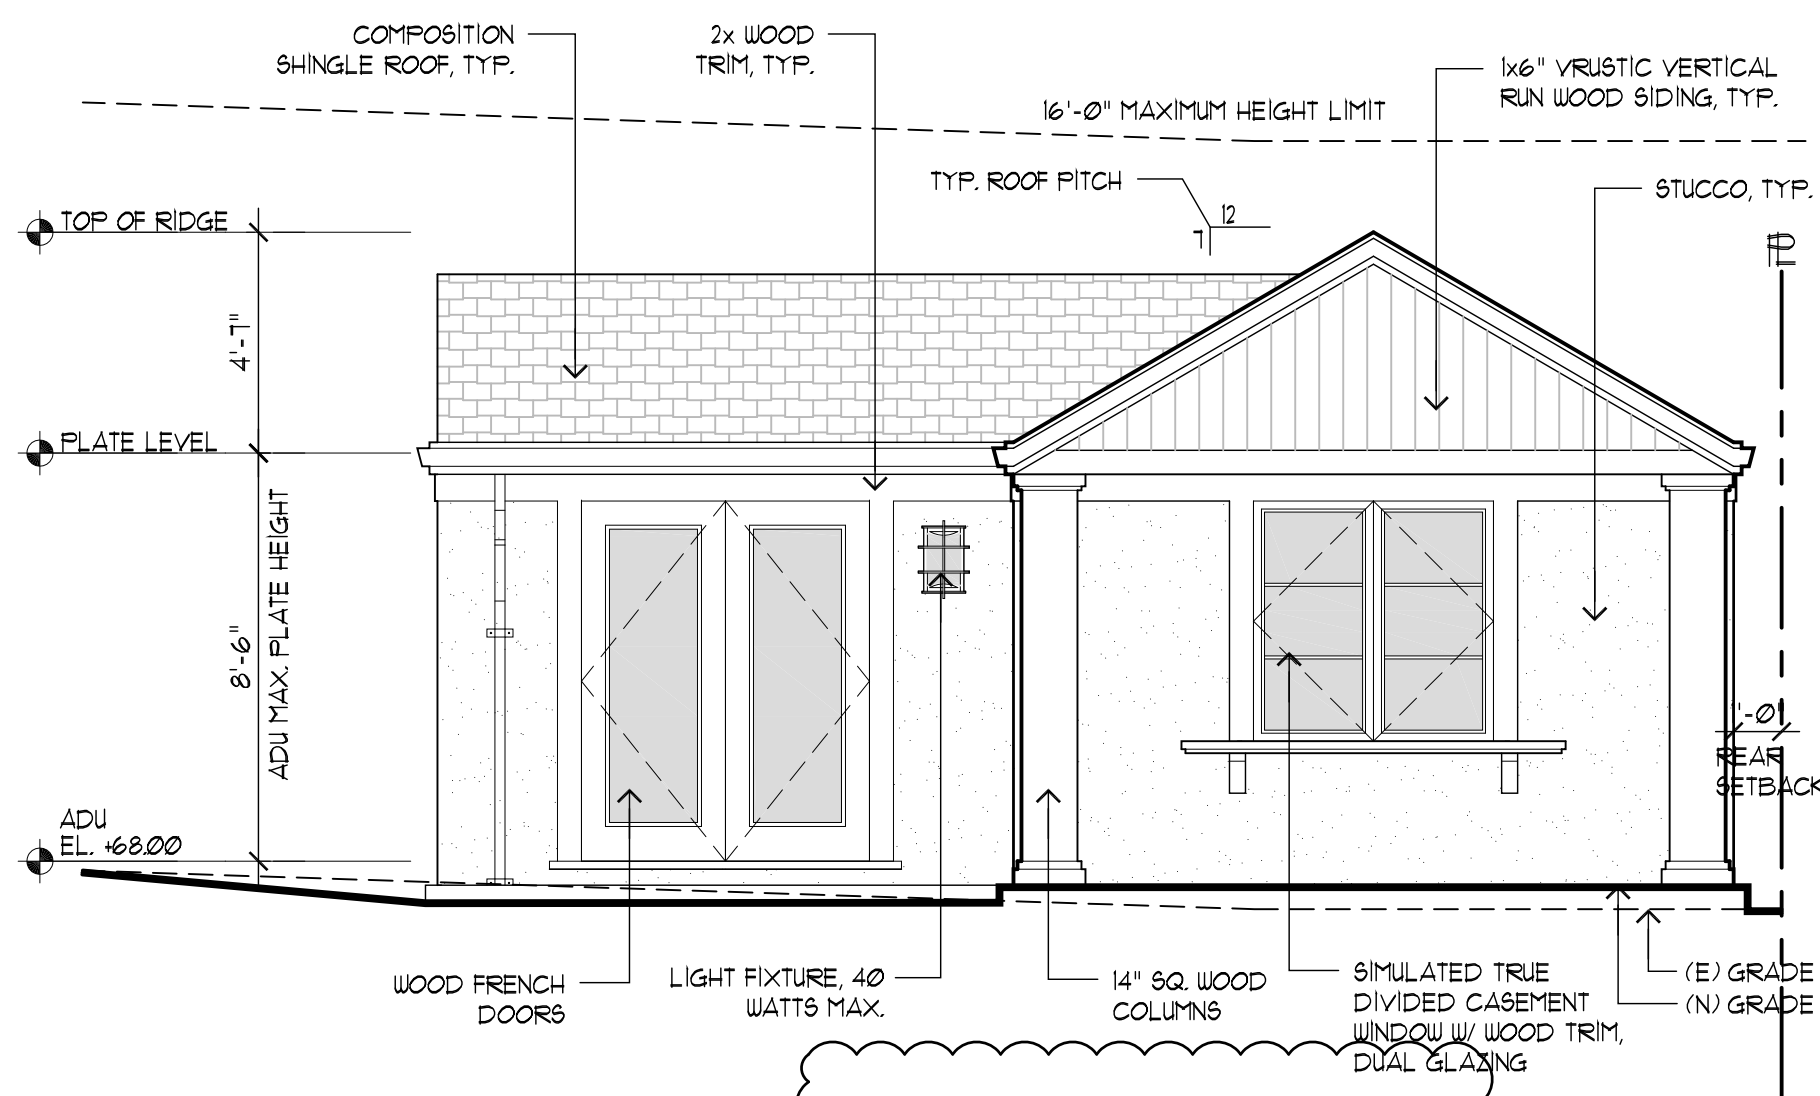 COMPOSITION
SHINGLE ROOF, TYP.
2x WOOD
TRIM, TYP.
1x6" VRUSTIC VERTICAL
RUN WOOD SIDING, TYP.
16'-0" MAXIMUM HEIGHT LIMIT
TYP. ROOF PITCH
12
7
STUCCO, TYP.
TOP OF RIDGE
4'-7"
PLATE LEVEL
8'-6"
ADU MAX. PLATE HEIGHT
ADU
EL. +68.00
'-0"
REAR
SETBACK
WOOD FRENCH
DOORS
LIGHT FIXTURE, 40
WATTS MAX.
14" SQ. WOOD
COLUMNS
SIMULATED TRUE
DIVIDED CASEMENT
WINDOW W/ WOOD TRIM,
DUAL GLAZING
(E) GRADE
(N) GRADE